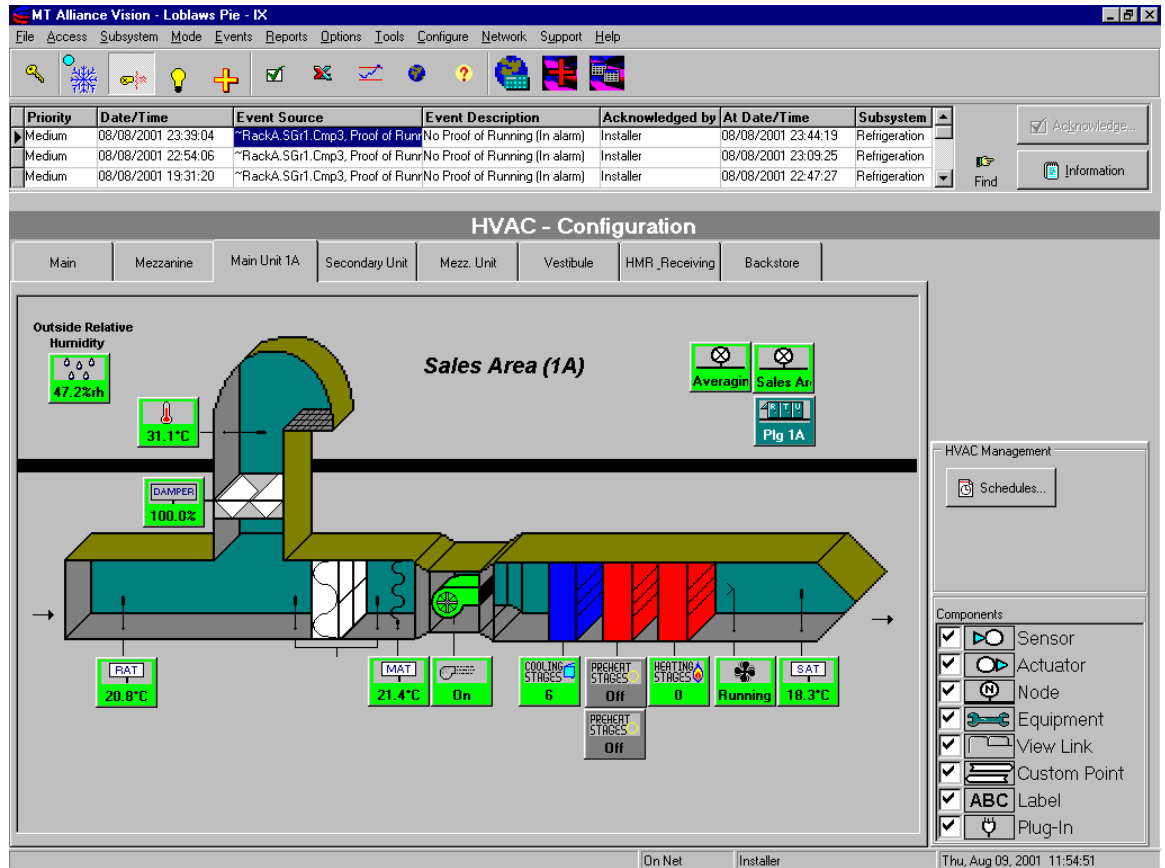 MT Alliance Vision - Loblaws Pie - IX
File Access Subsystem Mode Events Reports Options Tools Configure Network Support Help
Priority Date/Time Event Source Event Description Acknowledged by At Date/Time Subsystem
Medium 08/08/2001 23:39:04 ~RackA.SGr1.Cmp3, Proof of Runr No Proof of Running (In alarm) Installer 08/08/2001 23:44:19 Refrigeration
Medium 08/08/2001 22:54:06 ~RackA.SGr1.Cmp3, Proof of Runr No Proof of Running (In alarm) Installer 08/08/2001 23:09:25 Refrigeration
Medium 08/08/2001 19:31:20 ~RackA.SGr1.Cmp3, Proof of Runr No Proof of Running (In alarm) Installer 08/08/2001 22:47:27 Refrigeration
Acknowledge...
Find
Information
HVAC - Configuration
Main Mezzanine Main Unit 1A Secondary Unit Mezz. Unit Vestibule HMR_Receiving Backstore
Outside Relative
Humidity
47.2%rh
Sales Area (1A)
Averagin Sales Ar
RTU
Plg 1A
31.1°C
DAMPER
100.0%
HVAC Management
Schedules...
RAT
20.8°C
MAT
21.4°C
On
COOLING
STAGES
6
PREHEAT
STAGES
Off
HEATING
STAGES
0
Running
SAT
18.3°C
PREHEAT
STAGES
Off
Components
Sensor
Actuator
N Node
Equipment
View Link
Custom Point
ABC Label
Plug-In
On Net Installer Thu, Aug 09, 2001 11:54:51